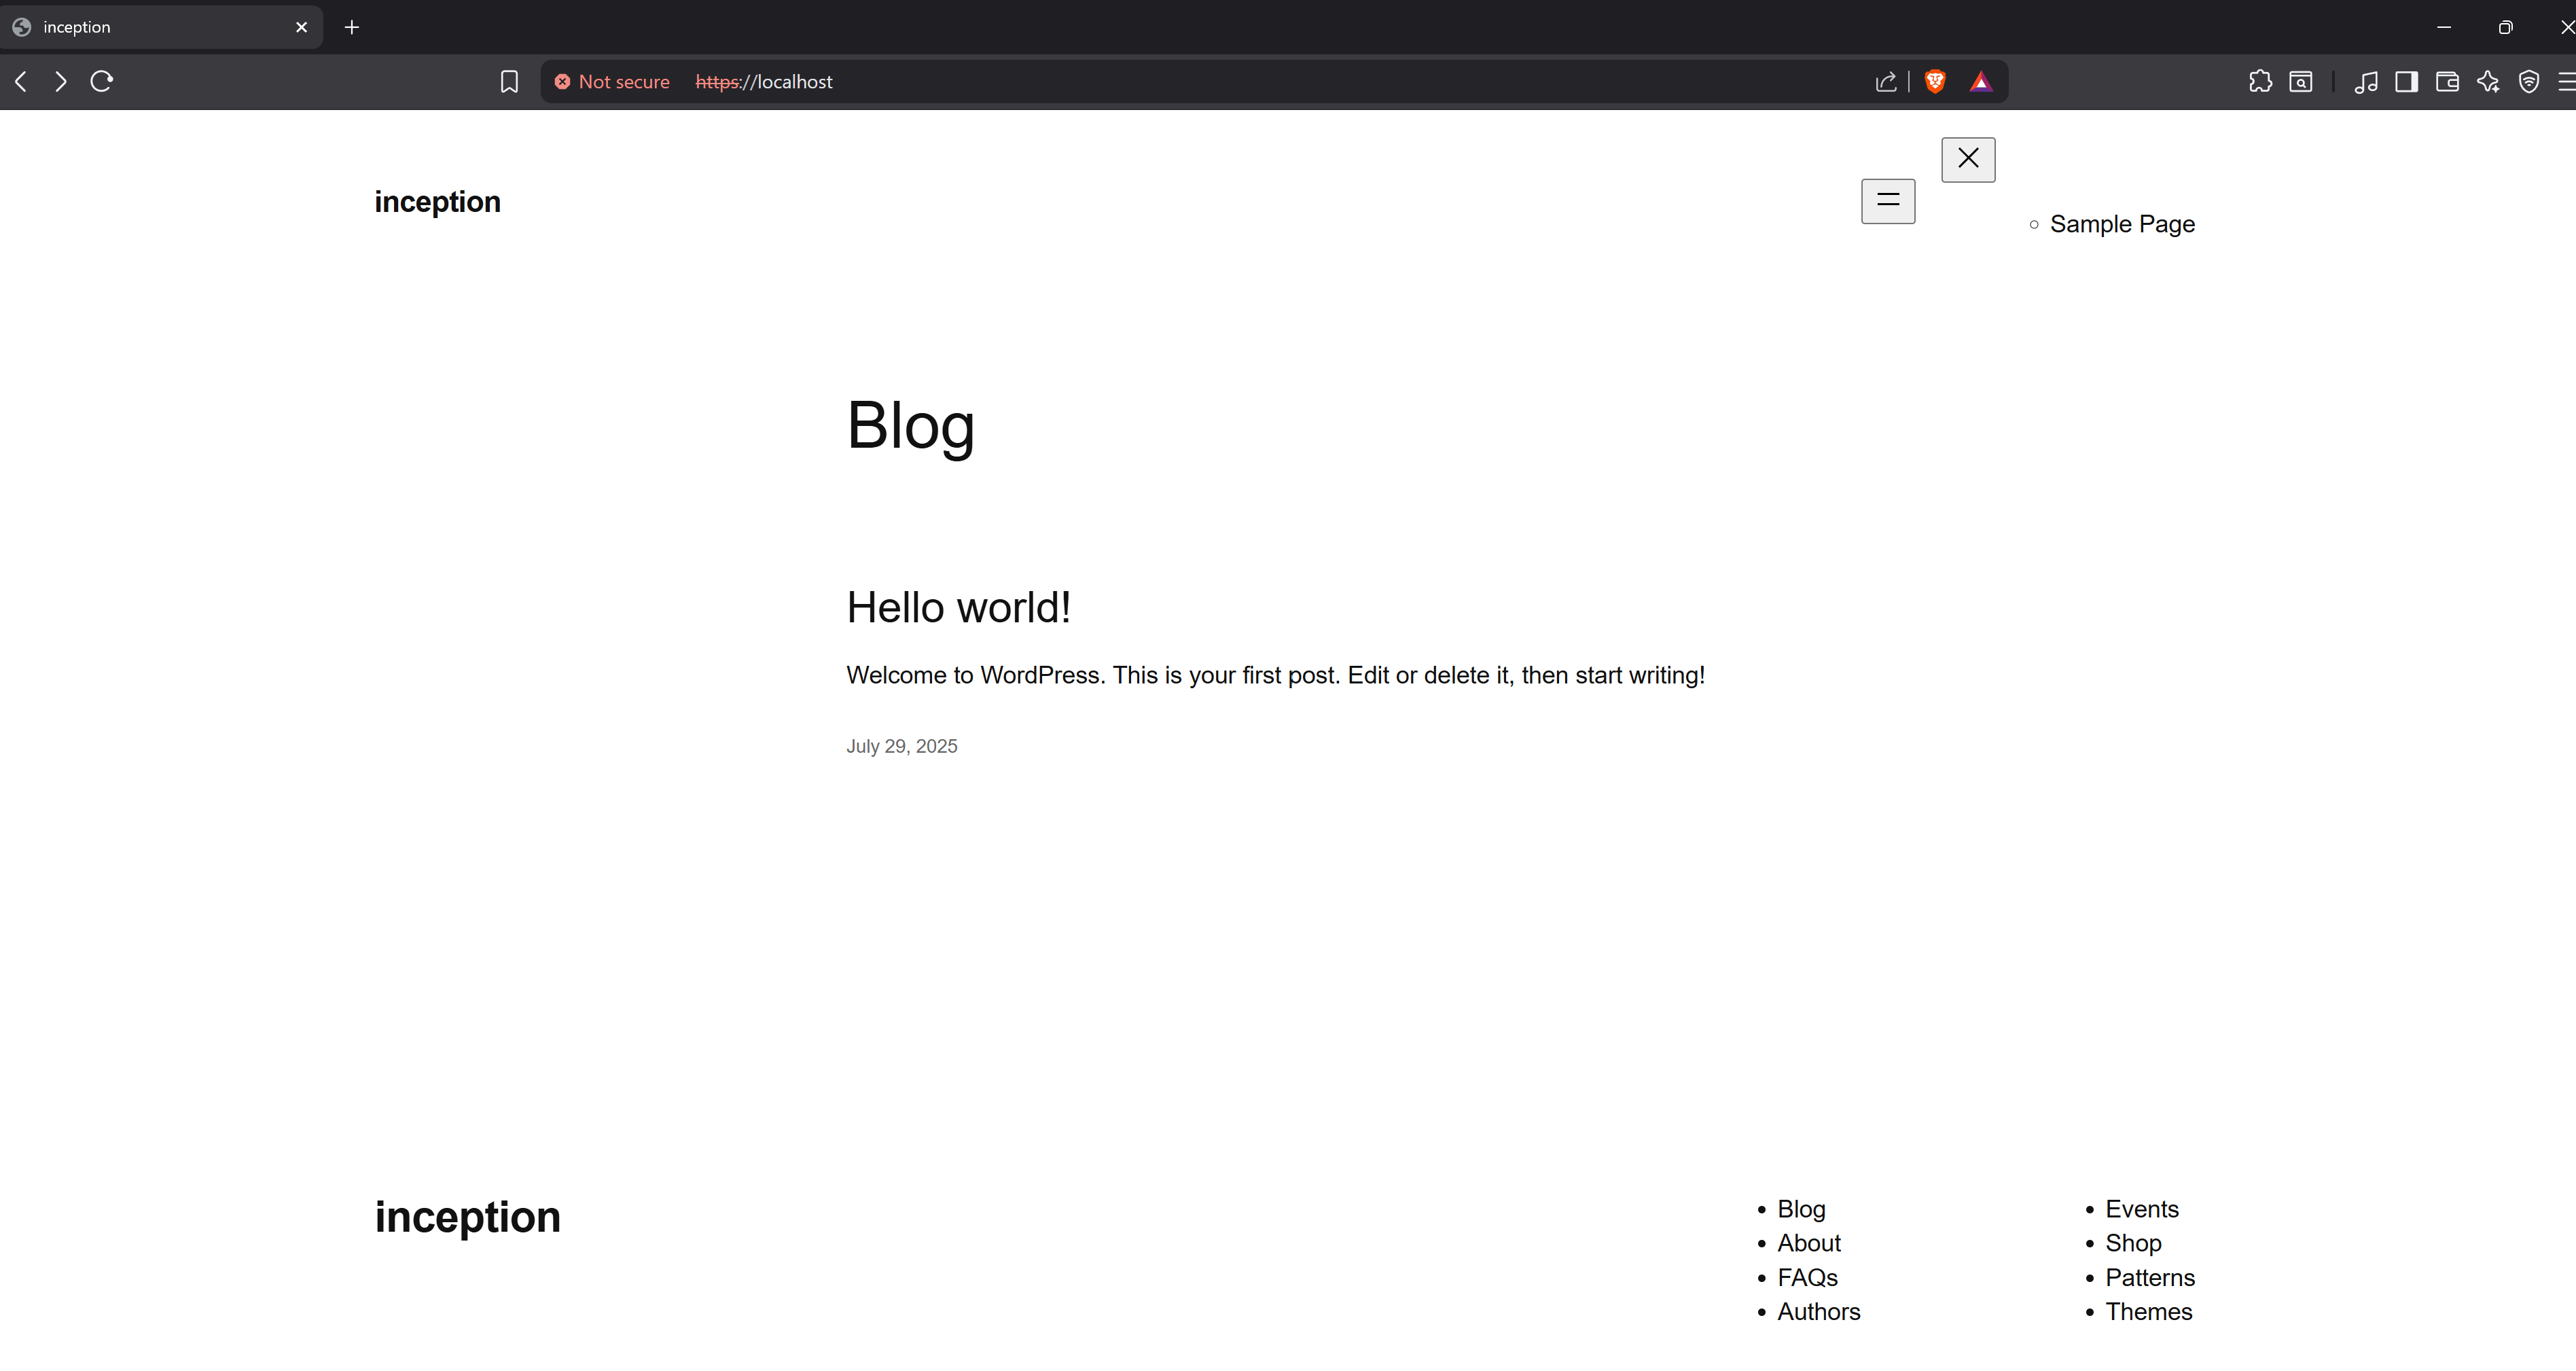 inception
Not secure https://localhost
inception
Sample Page
Blog
Hello world!
Welcome to WordPress. This is your first post. Edit or delete it, then start writing!
July 29, 2025
inception
Blog
About
FAQs
Authors
Events
Shop
Patterns
Themes